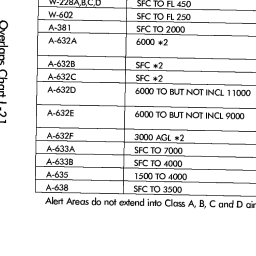 W-228A,B,C,D SFC TO FL 450
W-602 SFC TO FL 250
A-381 SFC TO 2000
A-632A 6000 *2
A-632B SFC *2
A-632C SFC *2
A-632D 6000 TO BUT NOT INCL 11000
A-632E 6000 TO BUT NOT INCL 9000
A-632F 3000 AGL *2
A-633A SFC TO 7000
A-633B SFC TO 4000
A-635 1500 TO 4000
A-638 SFC TO 3500
Alert Areas do not extend into Class A, B, C and D air
Overlaps Chart L-21